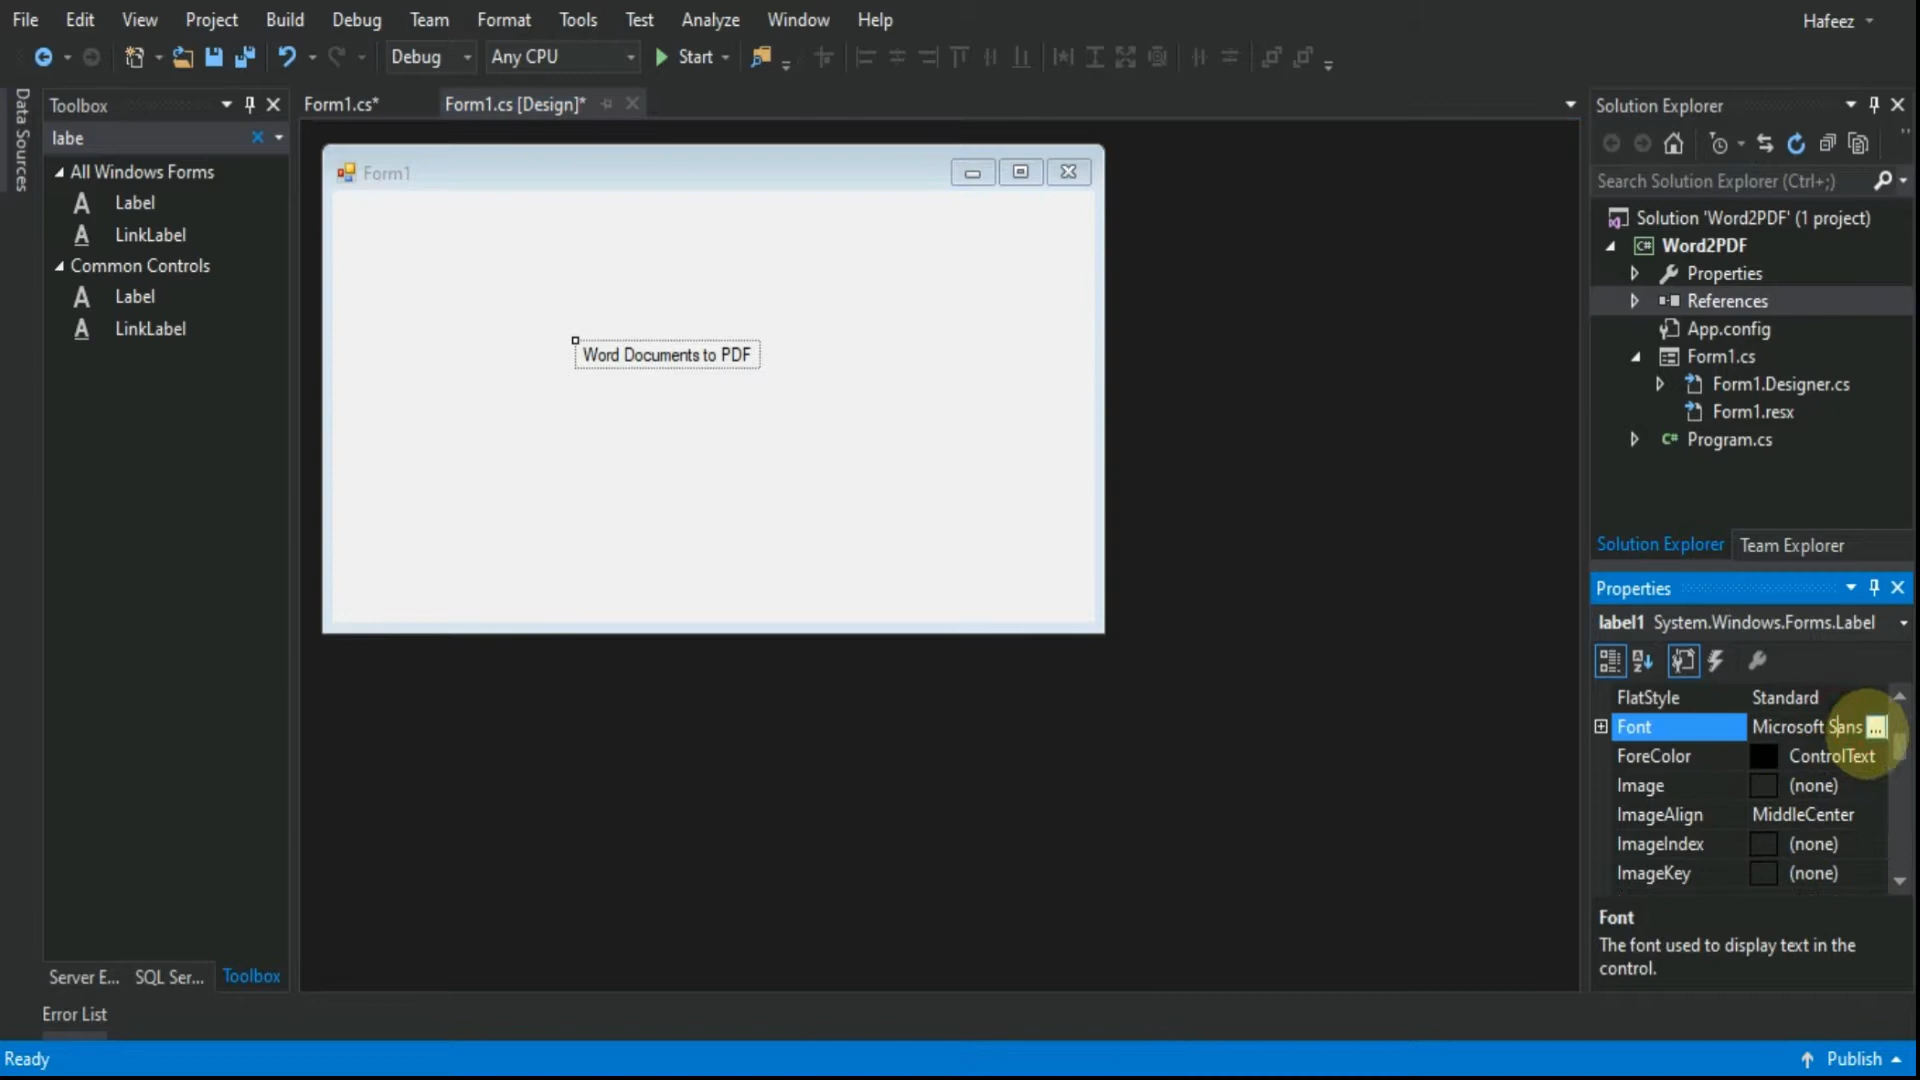 File Edit View Project Build Debug Team Format Tools Test Analyze Window Help Hafeez
Debug Any CPU Start
Data Sources
Toolbox
labe
All Windows Forms
A Label
A LinkLabel
Common Controls
A Label
A LinkLabel
Server E... SQL Ser... Toolbox
Form1.cs* Form1.cs [Design]*
Form1
Word Documents to PDF
Solution Explorer
Search Solution Explorer (Ctrl+;)
Solution 'Word2PDF' (1 project)
C# Word2PDF
Properties
References
App.config
Form1.cs
Form1.Designer.cs
Form1.resx
C# Program.cs
Solution Explorer Team Explorer
Properties
label1 System.Windows.Forms.Label
FlatStyle Standard
Font Microsoft Sans ...
ForeColor ControlText
Image (none)
ImageAlign MiddleCenter
ImageIndex (none)
ImageKey (none)
Font
The font used to display text in the
control.
Error List
Ready Publish